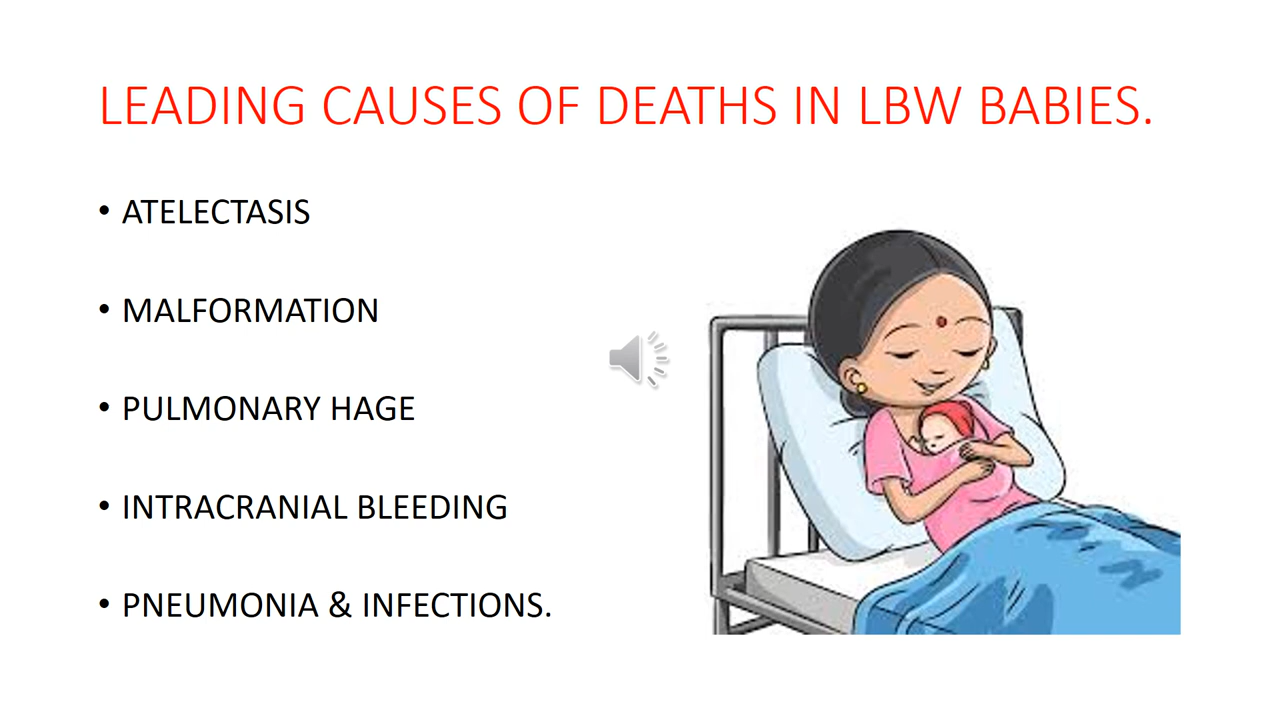 LEADING CAUSES OF DEATHS IN LBW BABIES.
• ATELECTASIS
• MALFORMATION
• PULMONARY HAGE
• INTRACRANIAL BLEEDING
• PNEUMONIA & INFECTIONS.